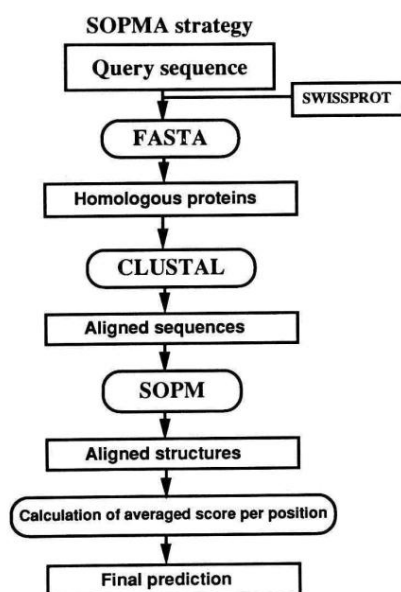 SOPMA strategy
Query sequence
SWISSPROT
FASTA
Homologous proteins
CLUSTAL
Aligned sequences
SOPM
Aligned structures
Calculation of averaged score per position
Final prediction